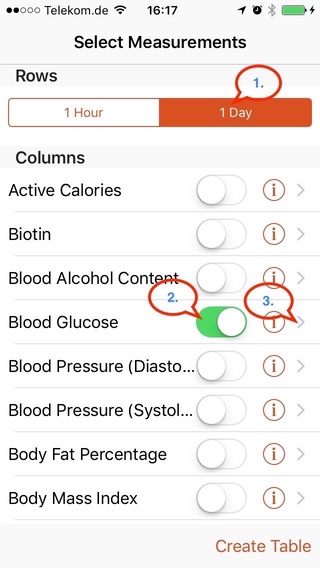 Telekom.de 16:17
Select Measurements
Rows
1.
1 Hour 1 Day
Columns
Active Calories i
Biotin i
Blood Alcohol Content i
2. 3.
Blood Glucose i
Blood Pressure (Diasto... i
Blood Pressure (Systol... i
Body Fat Percentage i
Body Mass Index i
Create Table